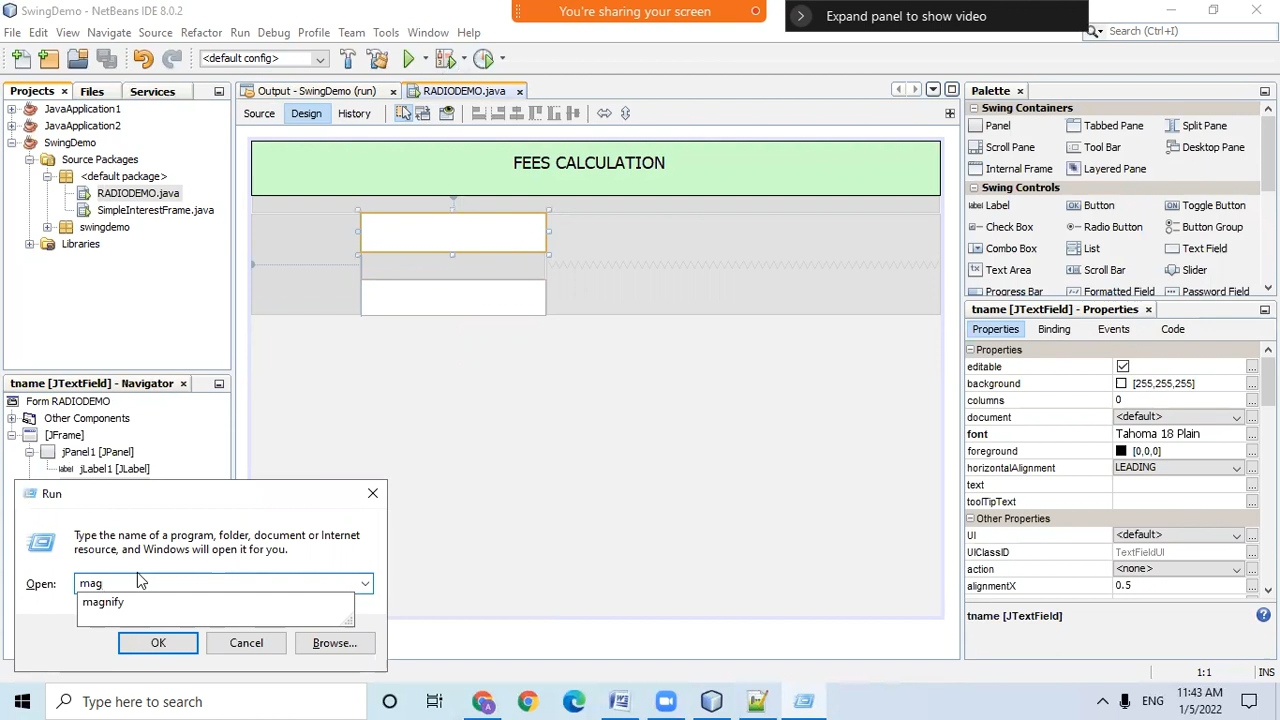 SwingDemo - NetBeans IDE 8.0.2
You're sharing your screen
Expand panel to show video
File Edit View Navigate Source Refactor Run Debug Profile Team Tools Window Help
Search (Ctrl+I)
<default config>
Projects Files Services
Output - SwingDemo (run) RADIODEMO.java
Palette
JavaApplication1
JavaApplication2
SwingDemo
Source Packages
<default package>
RADIODEMO.java
SimpleInterestFrame.java
swingdemo
Libraries
Source Design History
FEES CALCULATION
Swing Containers
Panel Tabbed Pane Split Pane
Scroll Pane Tool Bar Desktop Pane
Internal Frame Layered Pane
Swing Controls
Label Button Toggle Button
Check Box Radio Button Button Group
Combo Box List Text Field
Text Area Scroll Bar Slider
Progress Bar Formatted Field Password Field
tname [JTextField] - Properties
Properties Binding Events Code
Properties
editable
background [255,255,255]
columns 0
document <default>
font Tahoma 18 Plain
foreground [0,0,0]
horizontalAlignment LEADING
text
toolTipText
Other Properties
UI <default>
UIClassID TextFieldUI
action <none>
alignmentX 0.5
tname [JTextField]
tname [JTextField] - Navigator
Form RADIODEMO
Other Components
[JFrame]
jPanel1 [JPanel]
label jLabel1 [JLabel]
Run
Type the name of a program, folder, document or Internet
resource, and Windows will open it for you.
Open: mag
magnify
OK Cancel Browse...
1:1 INS
Type here to search
ENG
11:43 AM
1/5/2022